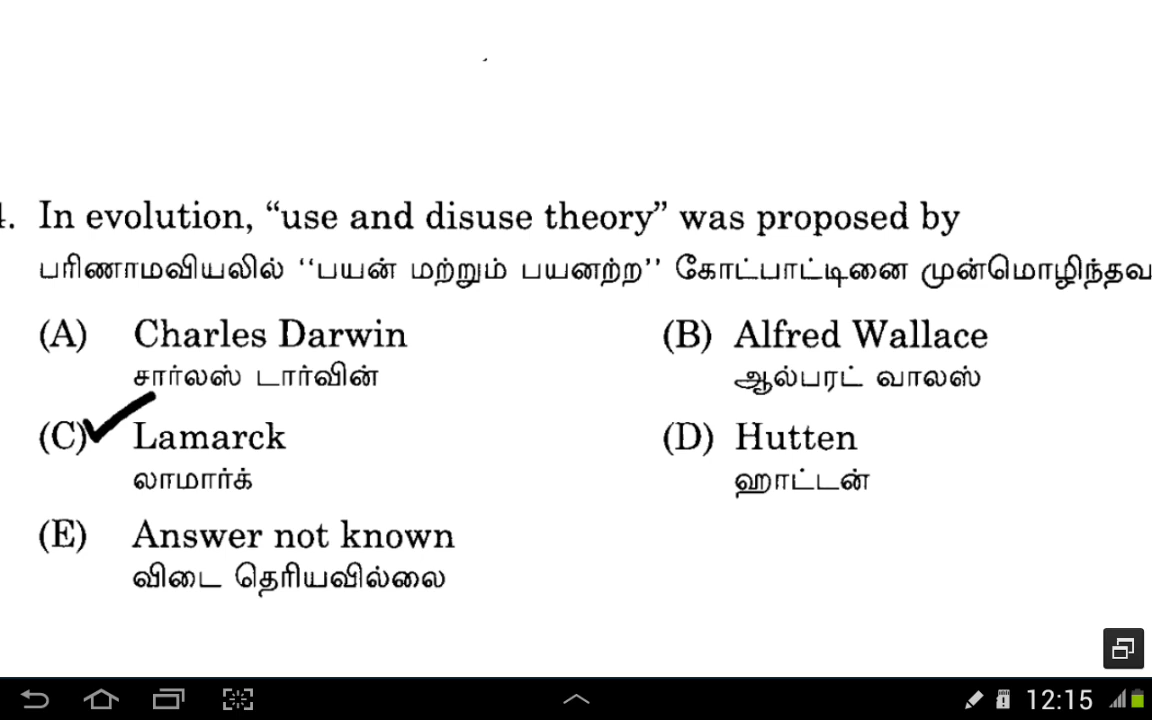 4. In evolution, “use and disuse theory” was proposed by
பரிணாமவியலில் ‘‘பயன் மற்றும் பயனற்ற’’ கோட்பாட்டினை முன்மொழிந்தவ
(A) Charles Darwin
சார்லஸ் டார்வின்
(B) Alfred Wallace
ஆல்பரட் வாலஸ்
(C) Lamarck
லாமார்க்
(D) Hutten
ஹாட்டன்
(E) Answer not known
விடை தெரியவில்லை
12:15